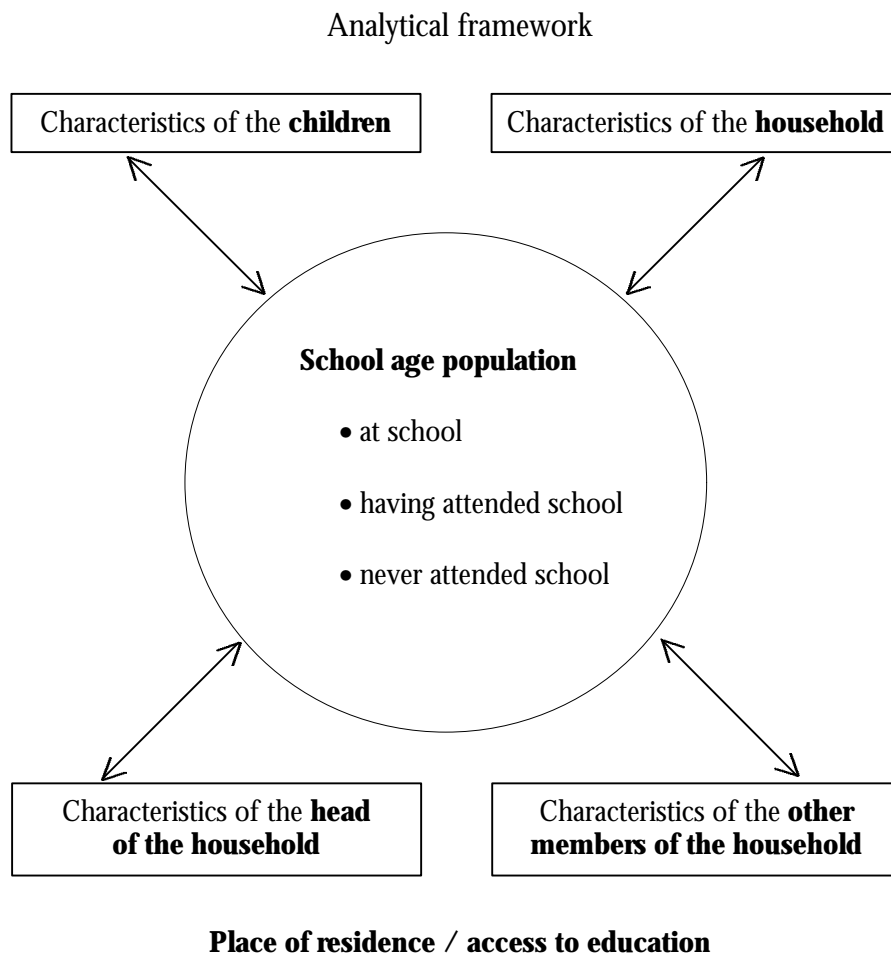 Analytical framework
Characteristics of the children
Characteristics of the household
School age population
• at school
• having attended school
• never attended school
Characteristics of the head
of the household
Characteristics of the other
members of the household
Place of residence / access to education